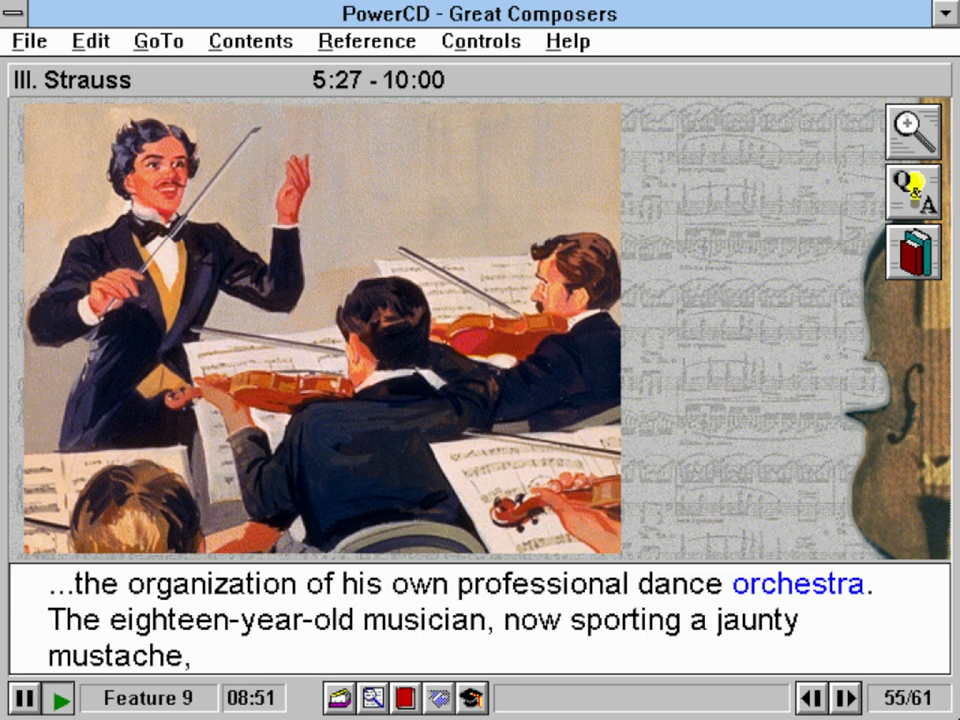 PowerCD - Great Composers
File Edit GoTo Contents Reference Controls Help
III. Strauss 5:27 - 10:00
Q & A
...the organization of his own professional dance orchestra.
The eighteen-year-old musician, now sporting a jaunty
mustache,
Feature 9 08:51 55/61